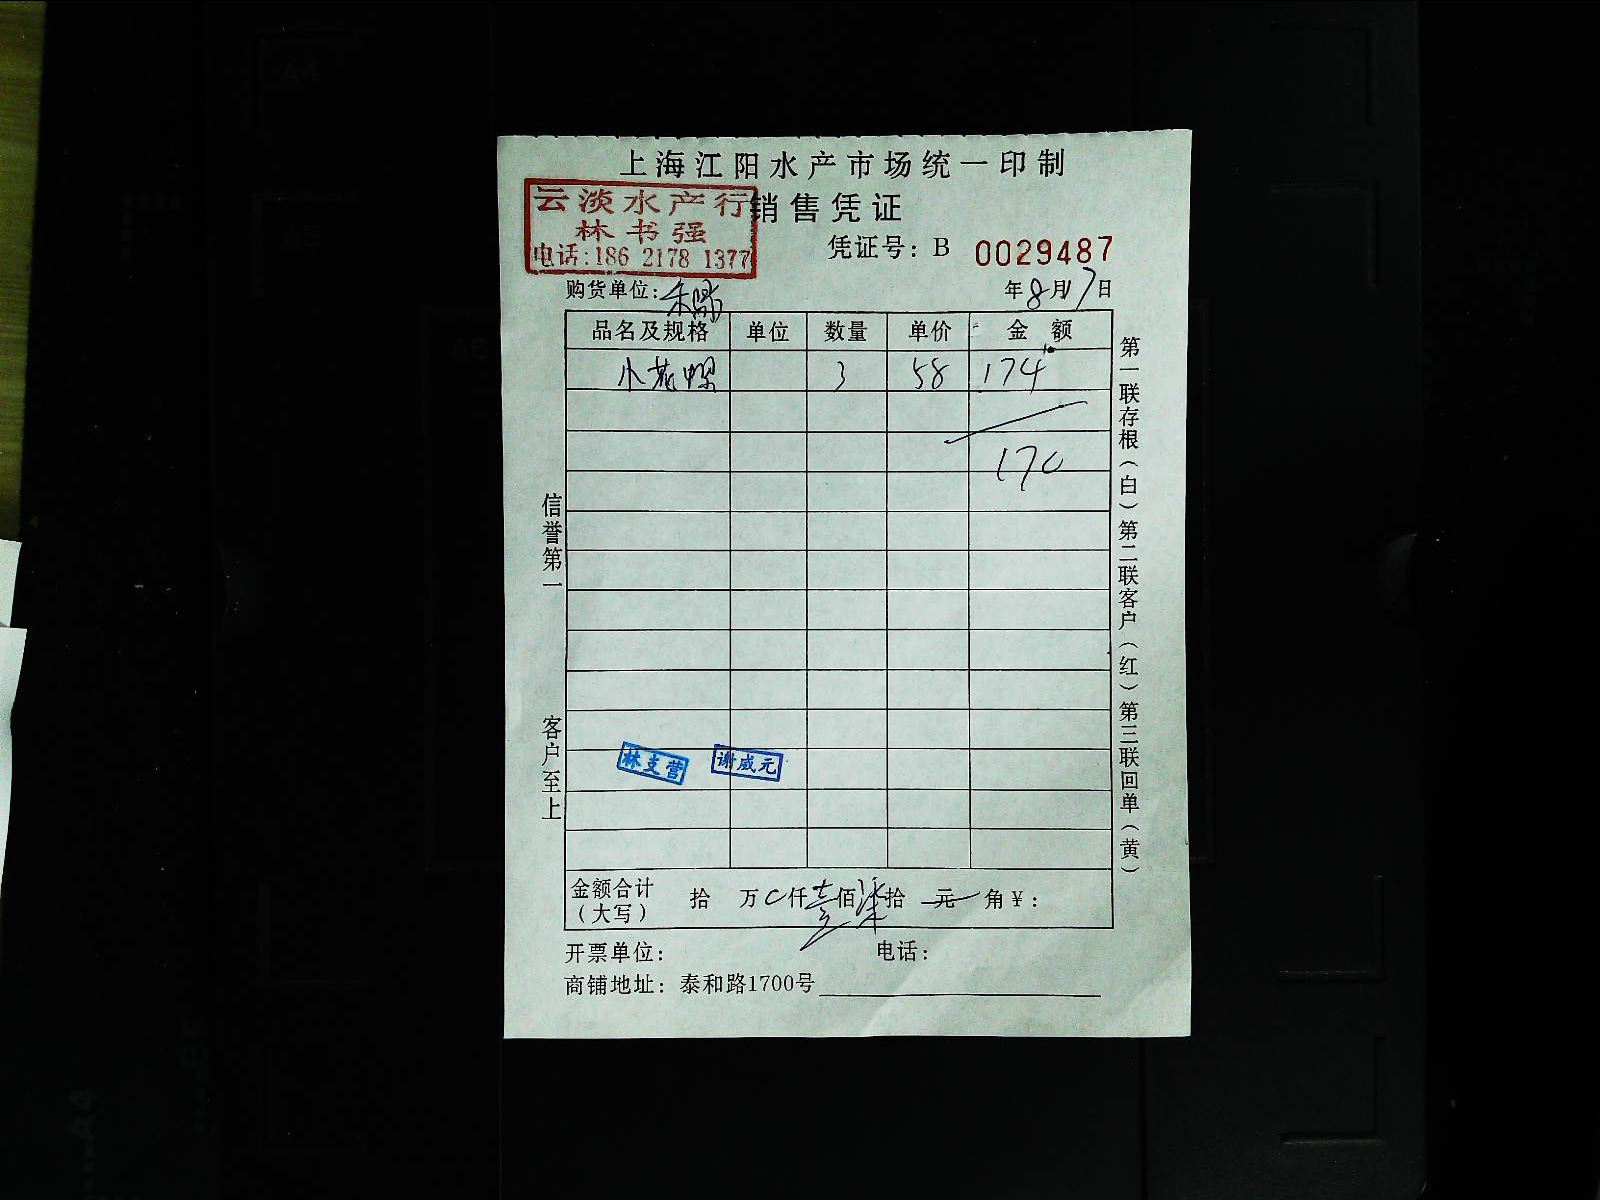 上海江阳水产市场统一印制
云淡水产行
林书强
电话:186 2178 1377
销售凭证
凭证号: B 0029487
购货单位:
年8月17日
品名及规格 单位 数量 单价 金额
小花螺 3 58 174
170
信誉第一
客户至上
第一联存根(白)第二联客户(红)第三联回单(黄)
林支营 谢威元
金额合计(大写) 拾 万 0仟壹佰柒拾 元 角¥:
开票单位: 电话:
商铺地址: 泰和路1700号